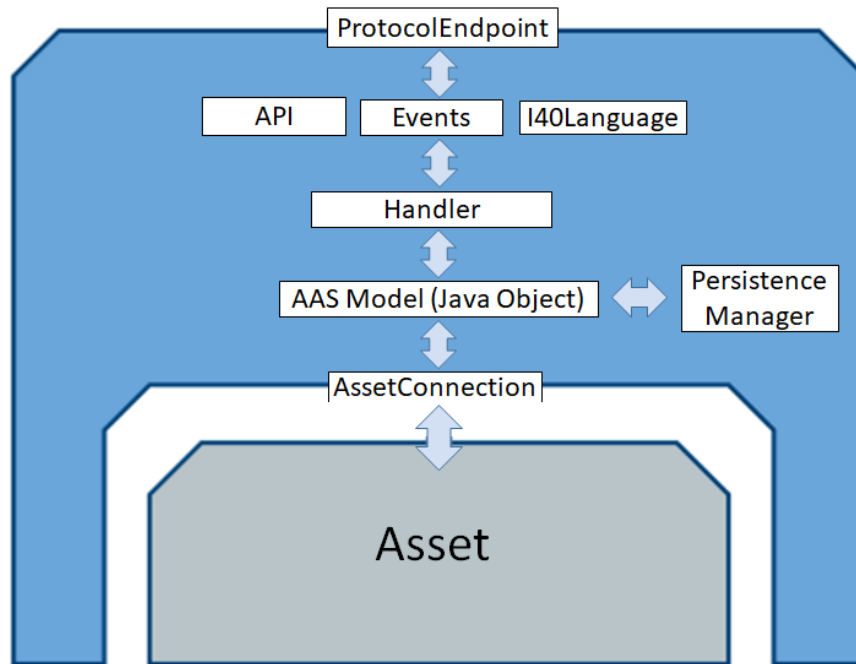 ProtocolEndpoint
API
Events
I40Language
Handler
AAS Model (Java Object)
Persistence
Manager
AssetConnection
Asset